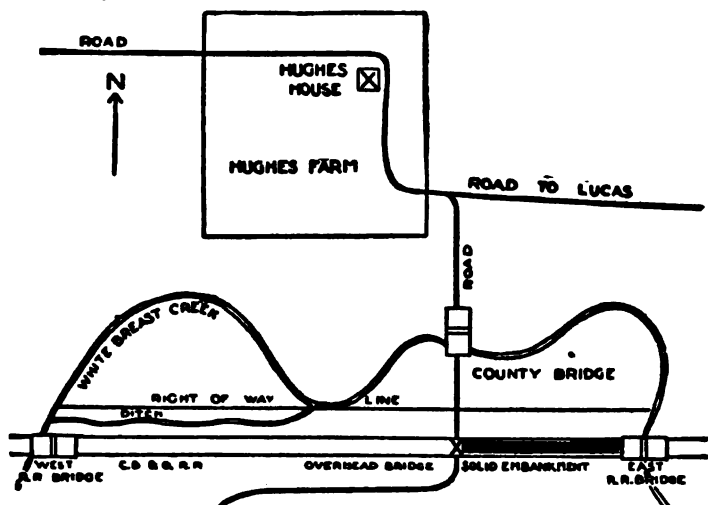 ROAD
N
HUGHES
HOUSE
HUGHES FARM
ROAD TO LUCAS
ROAD
WHITE BREAST CREEK
COUNTY BRIDGE
RIGHT OF WAY LINE
DITCH
WEST
R.R. BRIDGE
C.B. & Q. R.R.
OVERHEAD BRIDGE
SOLID EMBANKMENT
EAST
R.R. BRIDGE